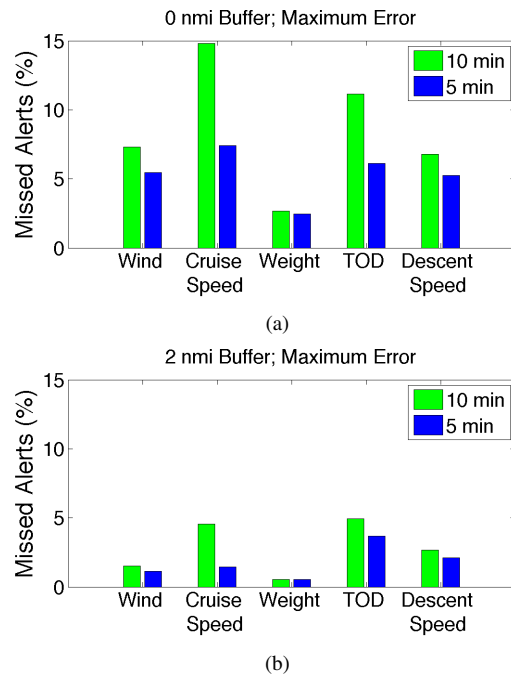 0 nmi Buffer; Maximum Error
15
10
5
0
Missed Alerts (%)
10 min
5 min
Wind
Cruise Speed
Weight
TOD
Descent Speed
(a)
2 nmi Buffer; Maximum Error
15
10
5
0
Missed Alerts (%)
10 min
5 min
Wind
Cruise Speed
Weight
TOD
Descent Speed
(b)